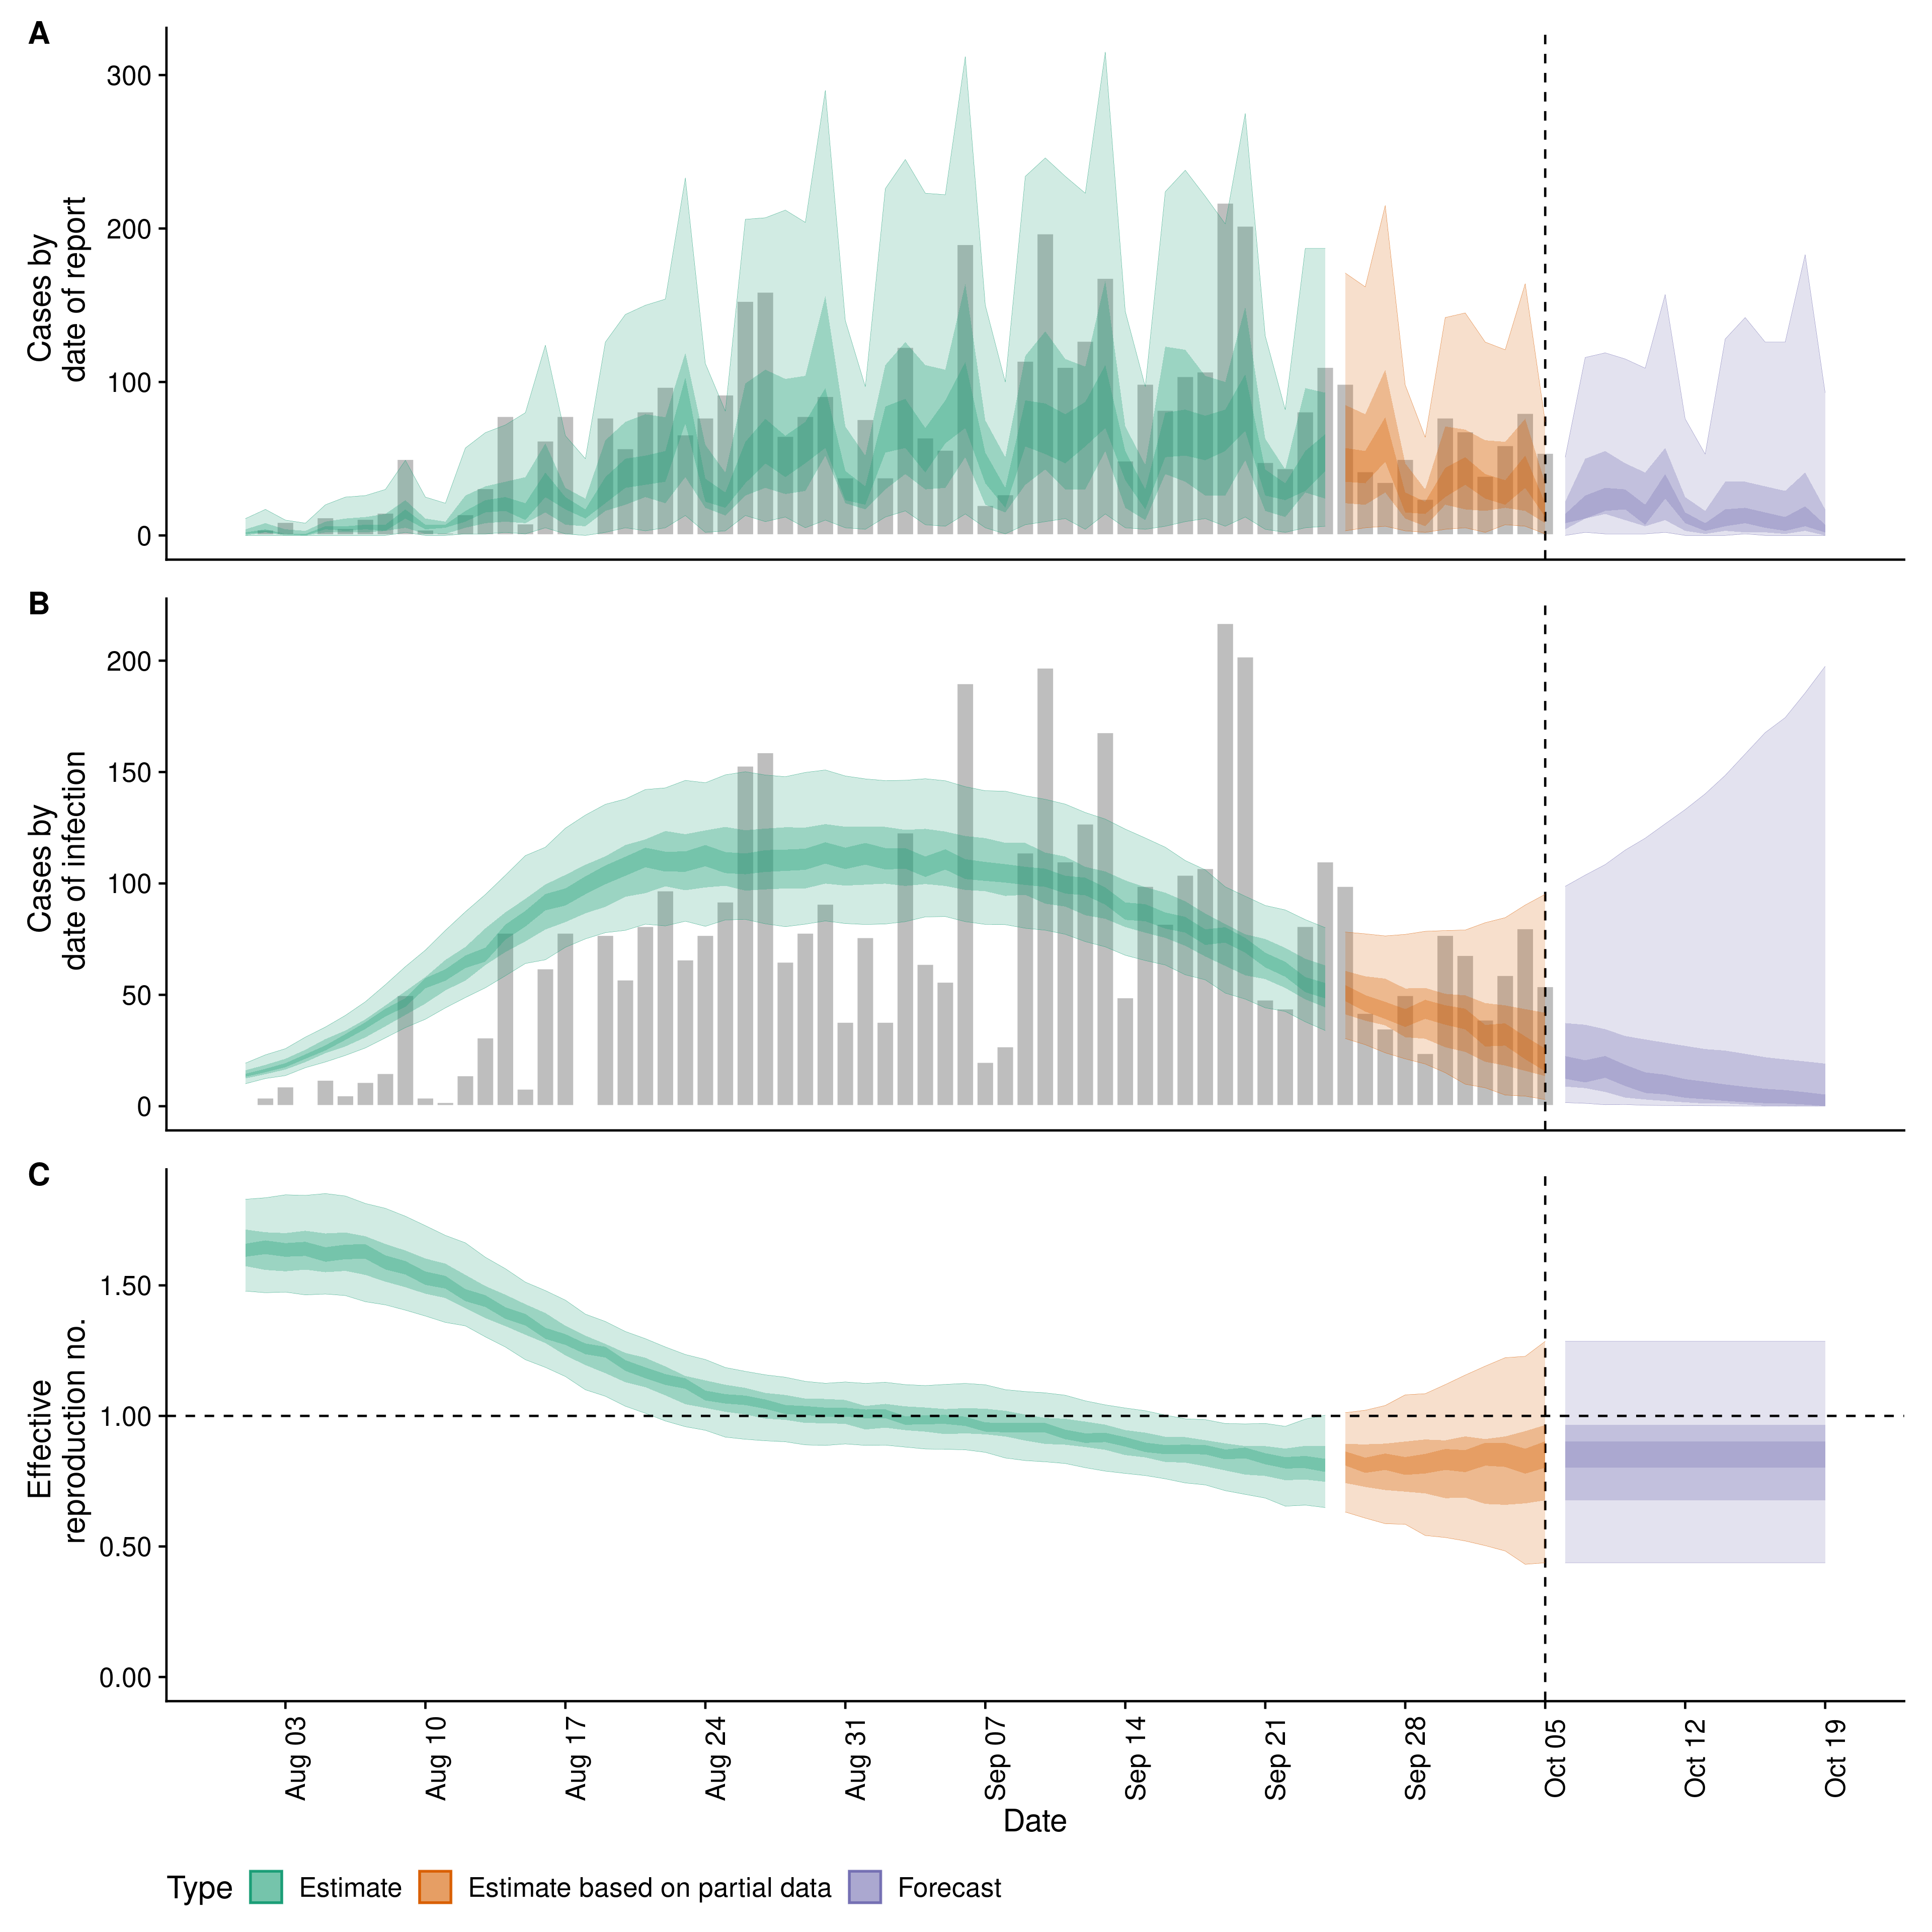 A
Cases by
date of report
300
200
100
0
B
Cases by
date of infection
200
150
100
50
0
C
Effective
reproduction no.
1.50
1.00
0.50
0.00
Aug 03
Aug 10
Aug 17
Aug 24
Aug 31
Sep 07
Sep 14
Sep 21
Sep 28
Oct 05
Oct 12
Oct 19
Date
Type Estimate Estimate based on partial data Forecast